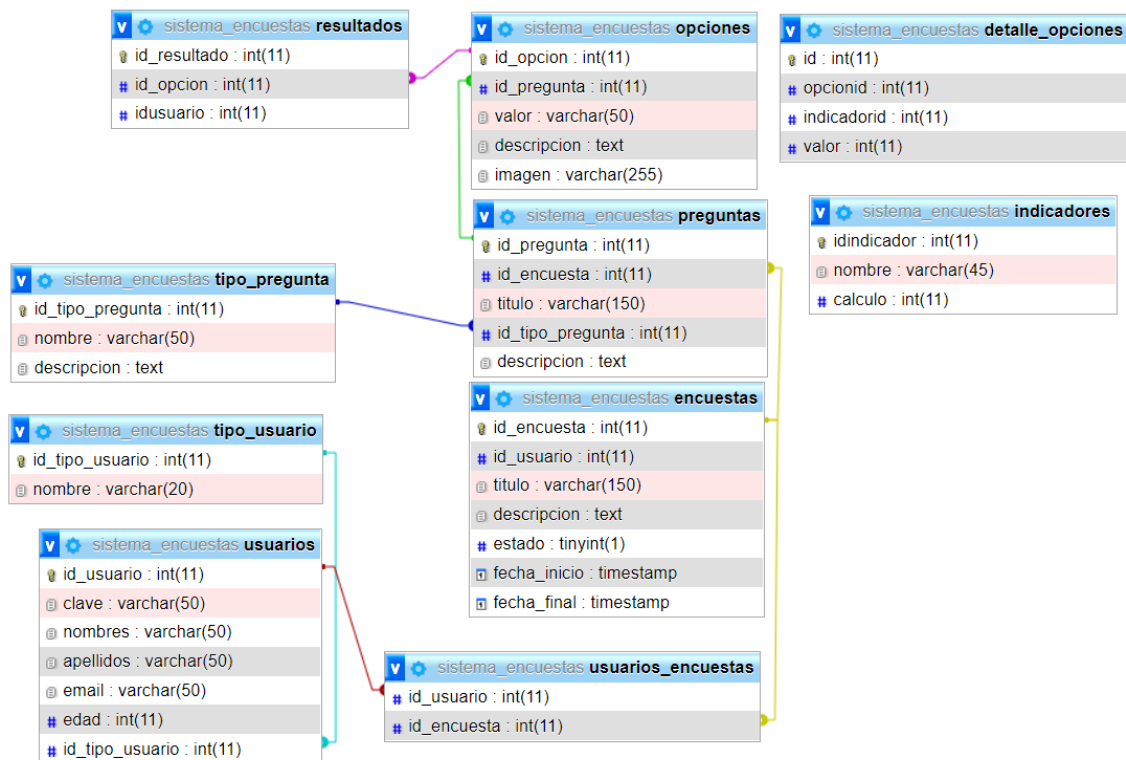 v sistema_encuestas resultados
id_resultado : int(11)
# id_opcion : int(11)
# idusuario : int(11)
v sistema_encuestas opciones
id_opcion : int(11)
# id_pregunta : int(11)
valor : varchar(50)
descripcion : text
imagen : varchar(255)
v sistema_encuestas detalle_opciones
id : int(11)
# opcionid : int(11)
# indicadorid : int(11)
# valor : int(11)
v sistema_encuestas preguntas
id_pregunta : int(11)
# id_encuesta : int(11)
titulo : varchar(150)
# id_tipo_pregunta : int(11)
descripcion : text
v sistema_encuestas indicadores
idindicador : int(11)
nombre : varchar(45)
# calculo : int(11)
v sistema_encuestas tipo_pregunta
id_tipo_pregunta : int(11)
nombre : varchar(50)
descripcion : text
v sistema_encuestas encuestas
id_encuesta : int(11)
# id_usuario : int(11)
titulo : varchar(150)
descripcion : text
# estado : tinyint(1)
fecha_inicio : timestamp
fecha_final : timestamp
v sistema_encuestas tipo_usuario
id_tipo_usuario : int(11)
nombre : varchar(20)
v sistema_encuestas usuarios
id_usuario : int(11)
clave : varchar(50)
nombres : varchar(50)
apellidos : varchar(50)
email : varchar(50)
# edad : int(11)
# id_tipo_usuario : int(11)
v sistema_encuestas usuarios_encuestas
# id_usuario : int(11)
# id_encuesta : int(11)